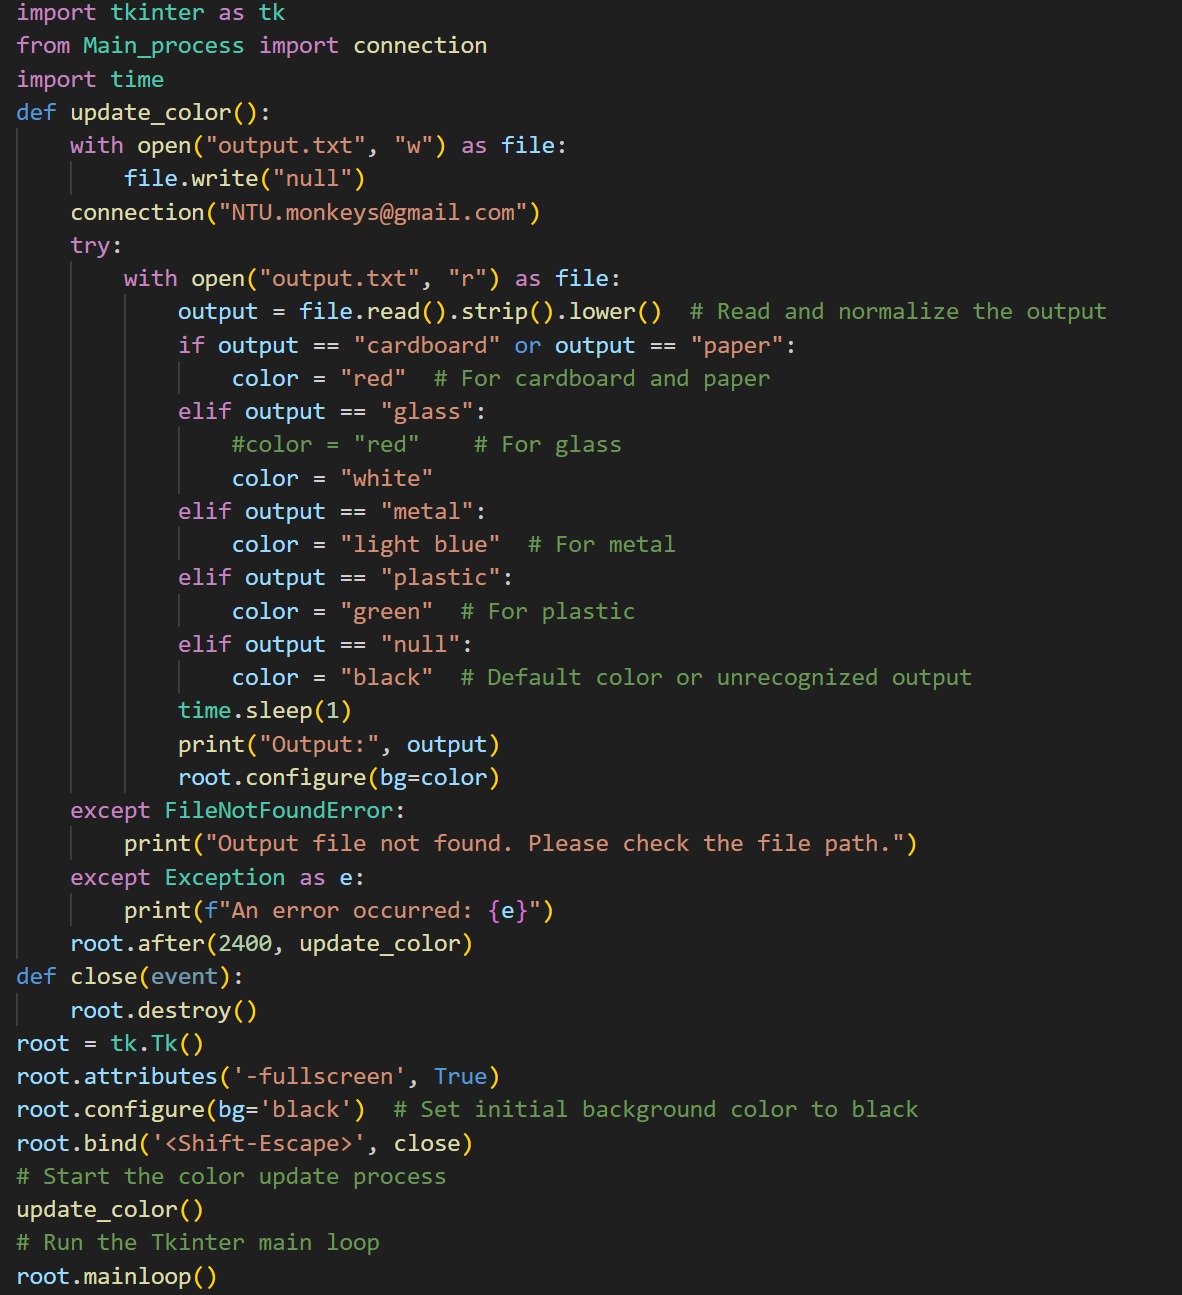 import tkinter as tk
from Main_process import connection
import time
def update_color():
    with open("output.txt", "w") as file:
        file.write("null")
    connection("NTU.monkeys@gmail.com")
    try:
        with open("output.txt", "r") as file:
            output = file.read().strip().lower()  # Read and normalize the output
            if output == "cardboard" or output == "paper":
                color = "red"  # For cardboard and paper
            elif output == "glass":
                #color = "red"    # For glass
                color = "white"
            elif output == "metal":
                color = "light blue"  # For metal
            elif output == "plastic":
                color = "green"  # For plastic
            elif output == "null":
                color = "black"  # Default color or unrecognized output
            time.sleep(1)
            print("Output:", output)
            root.configure(bg=color)
    except FileNotFoundError:
        print("Output file not found. Please check the file path.")
    except Exception as e:
        print(f"An error occurred: {e}")
    root.after(2400, update_color)
def close(event):
    root.destroy()
root = tk.Tk()
root.attributes('-fullscreen', True)
root.configure(bg='black')  # Set initial background color to black
root.bind('<Shift-Escape>', close)
# Start the color update process
update_color()
# Run the Tkinter main loop
root.mainloop()